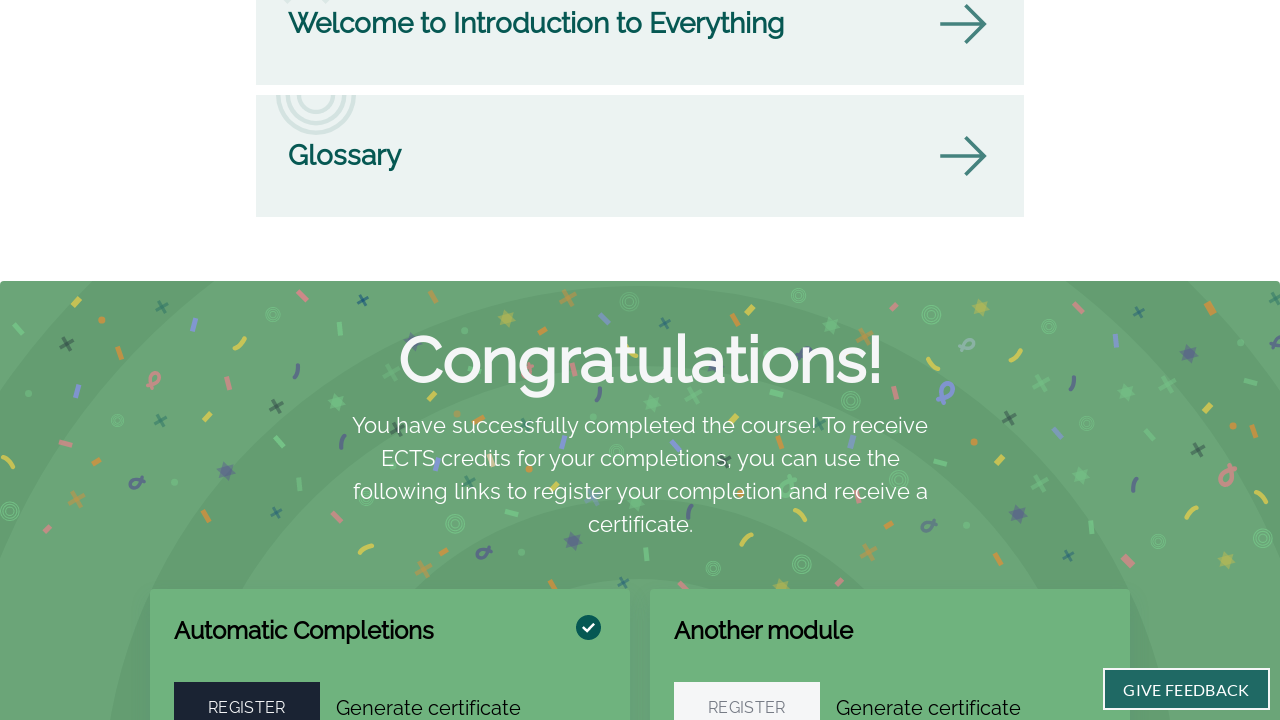 Welcome to Introduction to Everything
Glossary
Congratulations!
You have successfully completed the course! To receive
ECTS credits for your completions, you can use the
following links to register your completion and receive a
certificate.
Automatic Completions
REGISTER Generate certificate
Another module
REGISTER Generate certificate
GIVE FEEDBACK